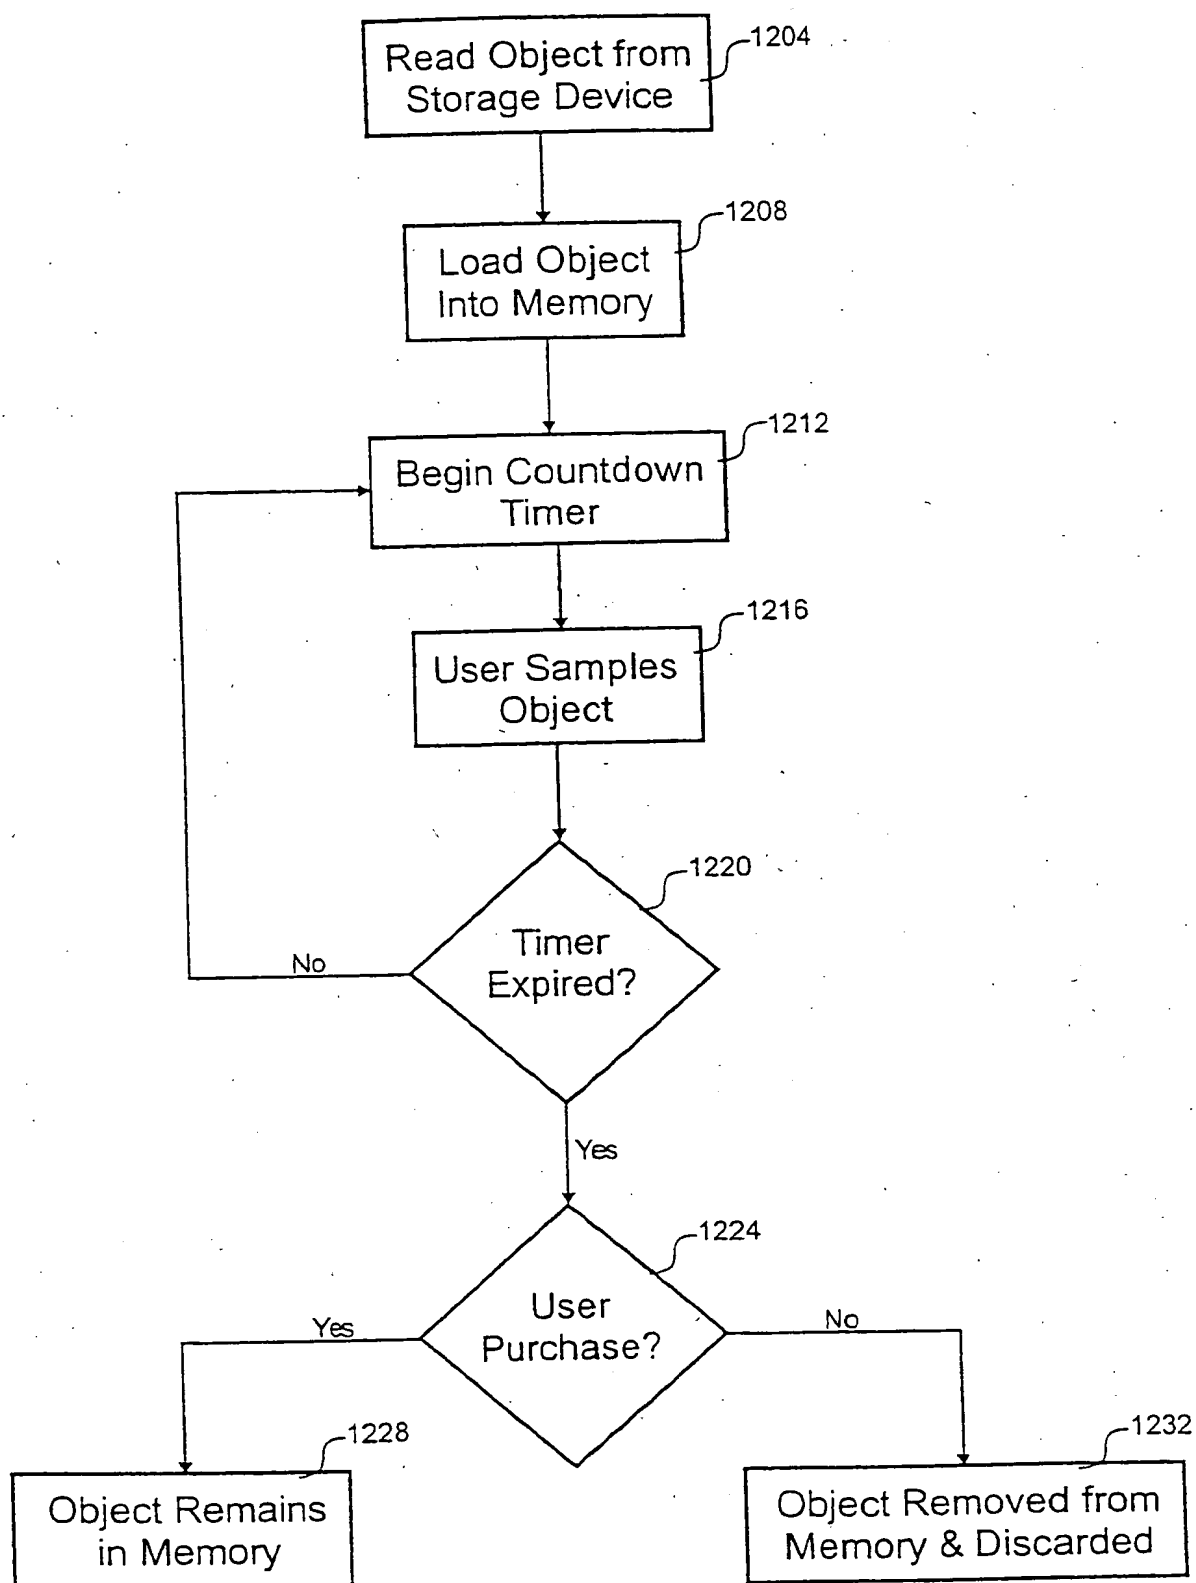 1204
Read Object from
Storage Device
1208
Load Object
Into Memory
1212
Begin Countdown
Timer
1216
User Samples
Object
1220
Timer
Expired?
No
Yes
1224
User
Purchase?
Yes
No
1228
Object Remains
in Memory
1232
Object Removed from
Memory & Discarded